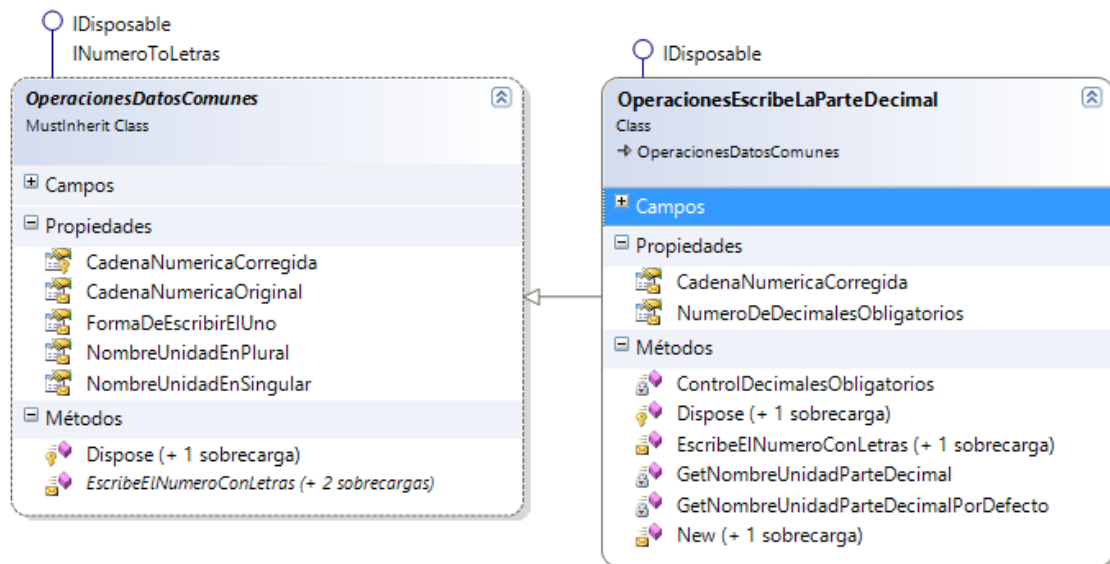 IDisposable
INumeroToLetras
OperacionesDatosComunes
MustInherit Class
Campos
Propiedades
CadenaNumericaCorregida
CadenaNumericaOriginal
FormaDeEscribirElUno
NombreUnidadEnPlural
NombreUnidadEnSingular
Métodos
Dispose (+ 1 sobrecarga)
EscribeElNumeroConLetras (+ 2 sobrecargas)
IDisposable
OperacionesEscribeLaParteDecimal
Class
OperacionesDatosComunes
Campos
Propiedades
CadenaNumericaCorregida
NumeroDeDecimalesObligatorios
Métodos
ControlDecimalesObligatorios
Dispose (+ 1 sobrecarga)
EscribeElNumeroConLetras (+ 1 sobrecarga)
GetNombreUnidadParteDecimal
GetNombreUnidadParteDecimalPorDefecto
New (+ 1 sobrecarga)